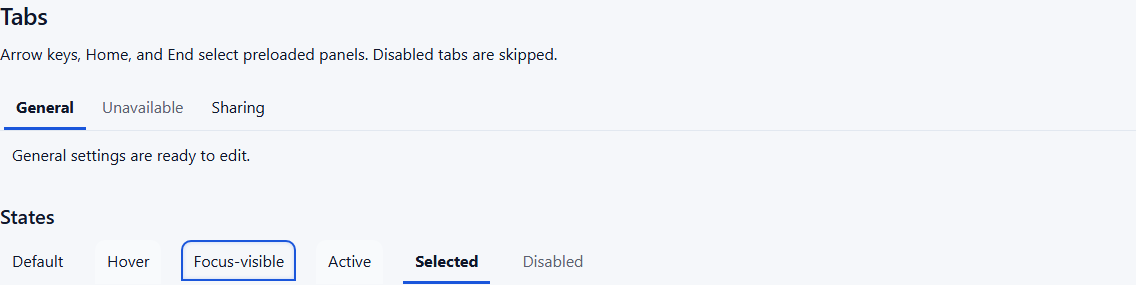 Tabs
Arrow keys, Home, and End select preloaded panels. Disabled tabs are skipped.
General Unavailable Sharing
General settings are ready to edit.
States
Default Hover Focus-visible Active Selected Disabled